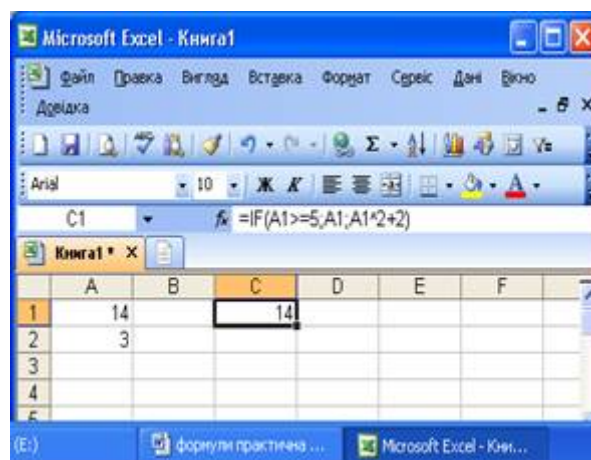 Microsoft Excel - Книга1
Файл Правка Вигляд Вставка Формат Сервіс Дані Вікно
Довідка
Arial 10 Ж К А
C1 fx =IF(A1>=5;A1;A1^2+2)
Книга1 *
A B C D E F
1 14 14
2 3
3
4
5
(E:) формули практична ... Microsoft Excel - Кни...